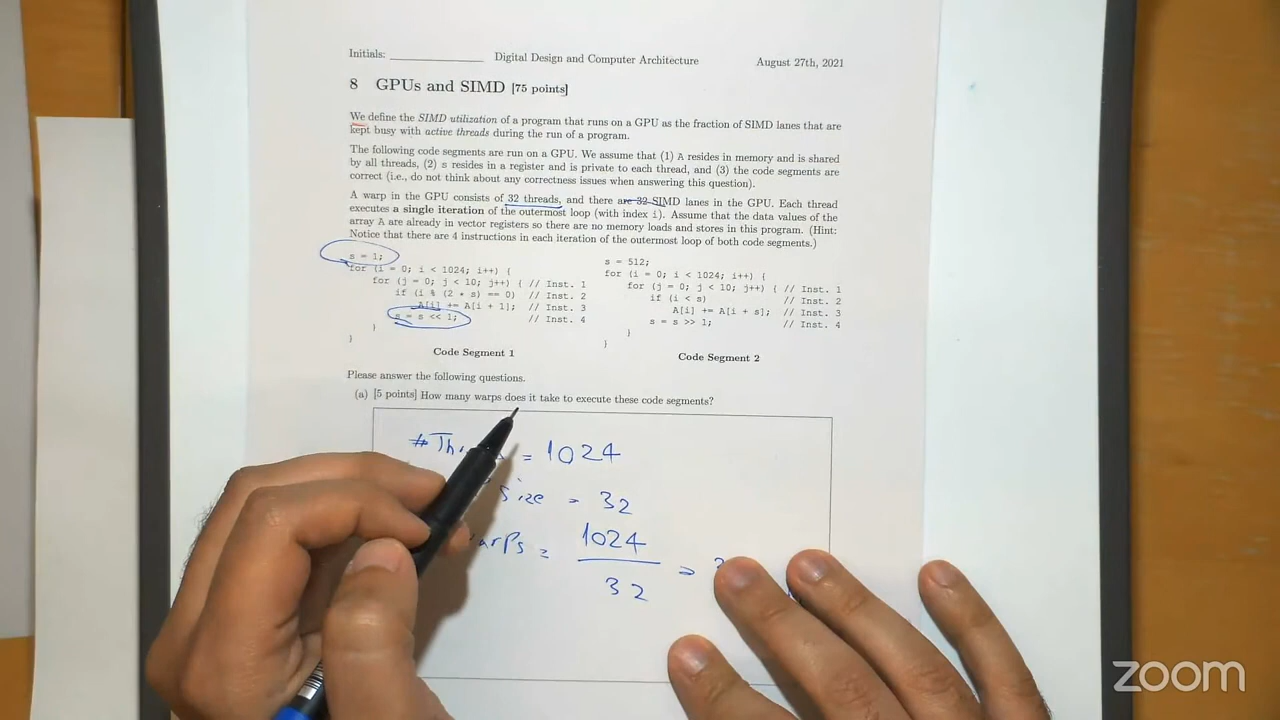 Initials: ____________ Digital Design and Computer Architecture August 27th, 2021
8 GPUs and SIMD [75 points]
We define the SIMD utilization of a program that runs on a GPU as the fraction of SIMD lanes that are
kept busy with active threads during the run of a program.
The following code segments are run on a GPU. We assume that (1) A resides in memory and is shared
by all threads, (2) s resides in a register and is private to each thread, and (3) the code segments are
correct (i.e., do not think about any correctness issues when answering this question).
A warp in the GPU consists of 32 threads, and there are 32 SIMD lanes in the GPU. Each thread
executes a single iteration of the outermost loop (with index i). Assume that the data values of the
array A are already in vector registers so there are no memory loads and stores in this program. (Hint:
Notice that there are 4 instructions in each iteration of the outermost loop of both code segments.)
s = 1;
for (i = 0; i < 1024; i++) {
for (j = 0; j < 10; j++) { // Inst. 1
if (i % (2 * s) == 0) // Inst. 2
A[i] += A[i + 1]; // Inst. 3
s = s << 1; // Inst. 4
}
}
Code Segment 1
s = 512;
for (i = 0; i < 1024; i++) {
for (j = 0; j < 10; j++) { // Inst. 1
if (i < s) // Inst. 2
A[i] += A[i + s]; // Inst. 3
s = s >> 1; // Inst. 4
}
}
Code Segment 2
Please answer the following questions.
(a) [5 points] How many warps does it take to execute these code segments?
= 1024
size = 32
= 1024
32
zoom